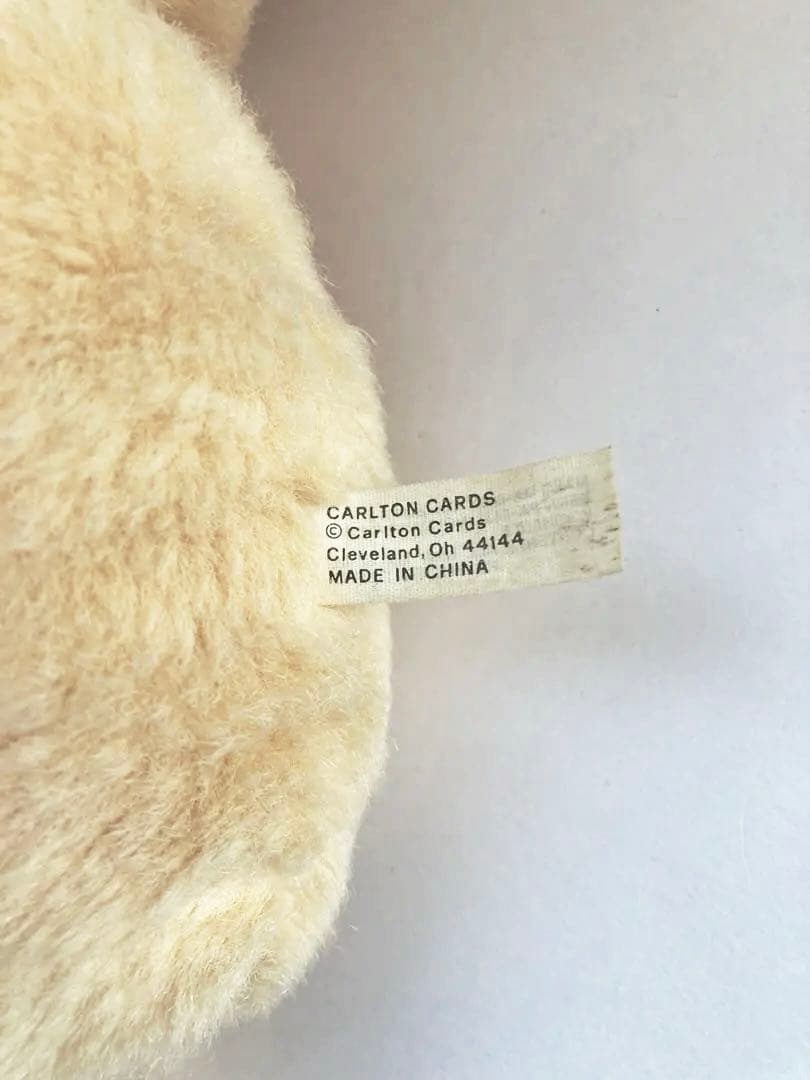 CARLTON CARDS
© Carlton Cards
Cleveland, Oh 44144
MADE IN CHINA